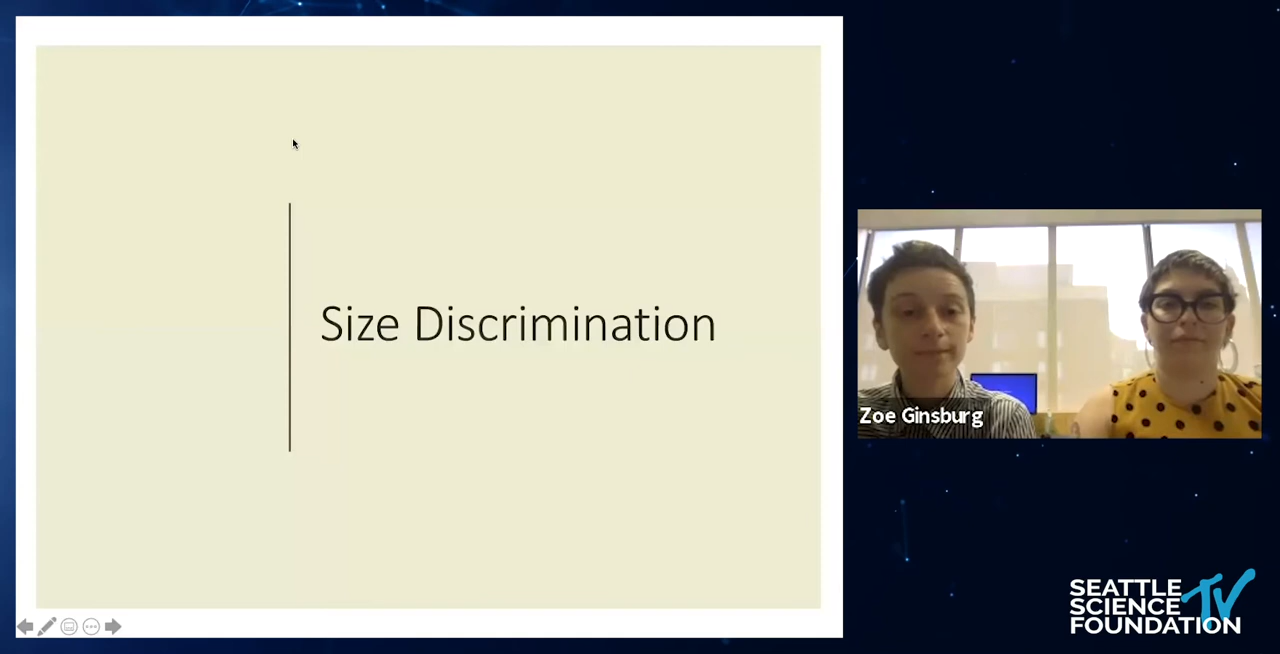 Size Discrimination
Zoe Ginsburg
SEATTLE
SCIENCE TV
FOUNDATION